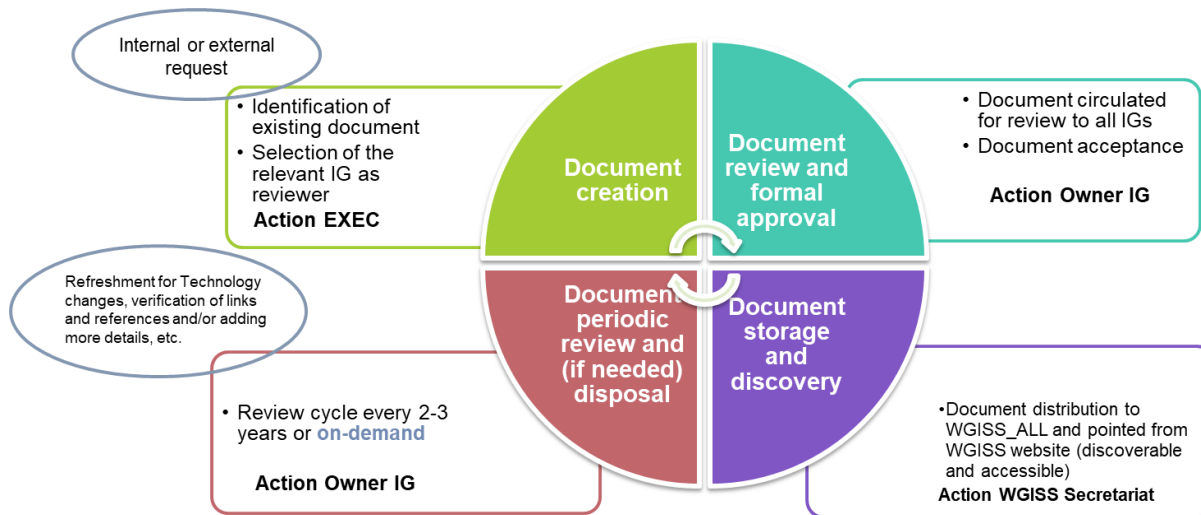 Internal or external
request
• Identification of
existing document
• Selection of the
relevant IG as
reviewer
Action EXEC
Document
creation
Document
review and
formal
approval
• Document circulated
for review to all IGs
• Document acceptance
Action Owner IG
Refreshment for Technology
changes, verification of links
and references and/or adding
more details, etc.
• Review cycle every 2-3
years or on-demand
Action Owner IG
Document
periodic
review and
(if needed)
disposal
Document
storage
and
discovery
•Document distribution to
WGISS_ALL and pointed from
WGISS website (discoverable
and accessible)
Action WGISS Secretariat